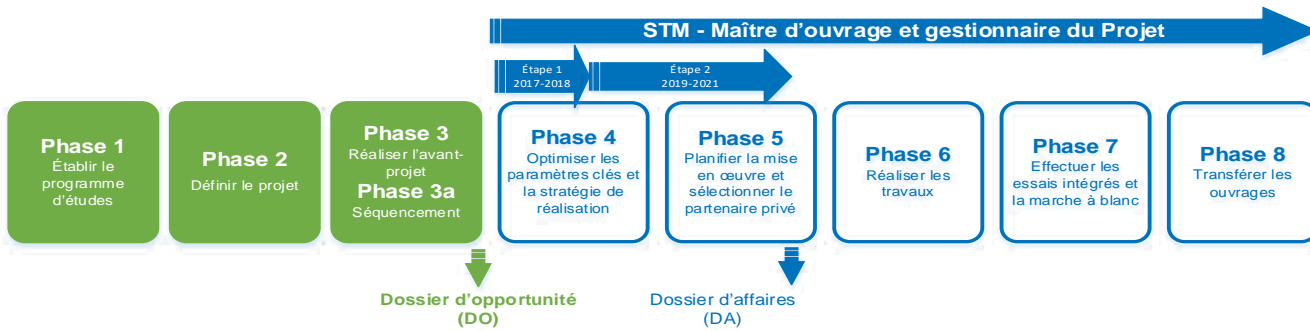 STM - Maître d'ouvrage et gestionnaire du Projet
Étape 1
2017-2018
Étape 2
2019-2021
Phase 1
Établir le
programme
d'études
Phase 2
Définir le projet
Phase 3
Réaliser l'avant-
projet
Phase 3a
Séquencement
Phase 4
Optimiser les
paramètres clés et
la stratégie de
réalisation
Phase 5
Planifier la mise
en œuvre et
sélectionner le
partenaire privé
Phase 6
Réaliser les
travaux
Phase 7
Effectuer les
essais intégrés et
la marche à blanc
Phase 8
Transférer les
ouvrages
Dossier d'opportunité
(DO)
Dossier d'affaires
(DA)